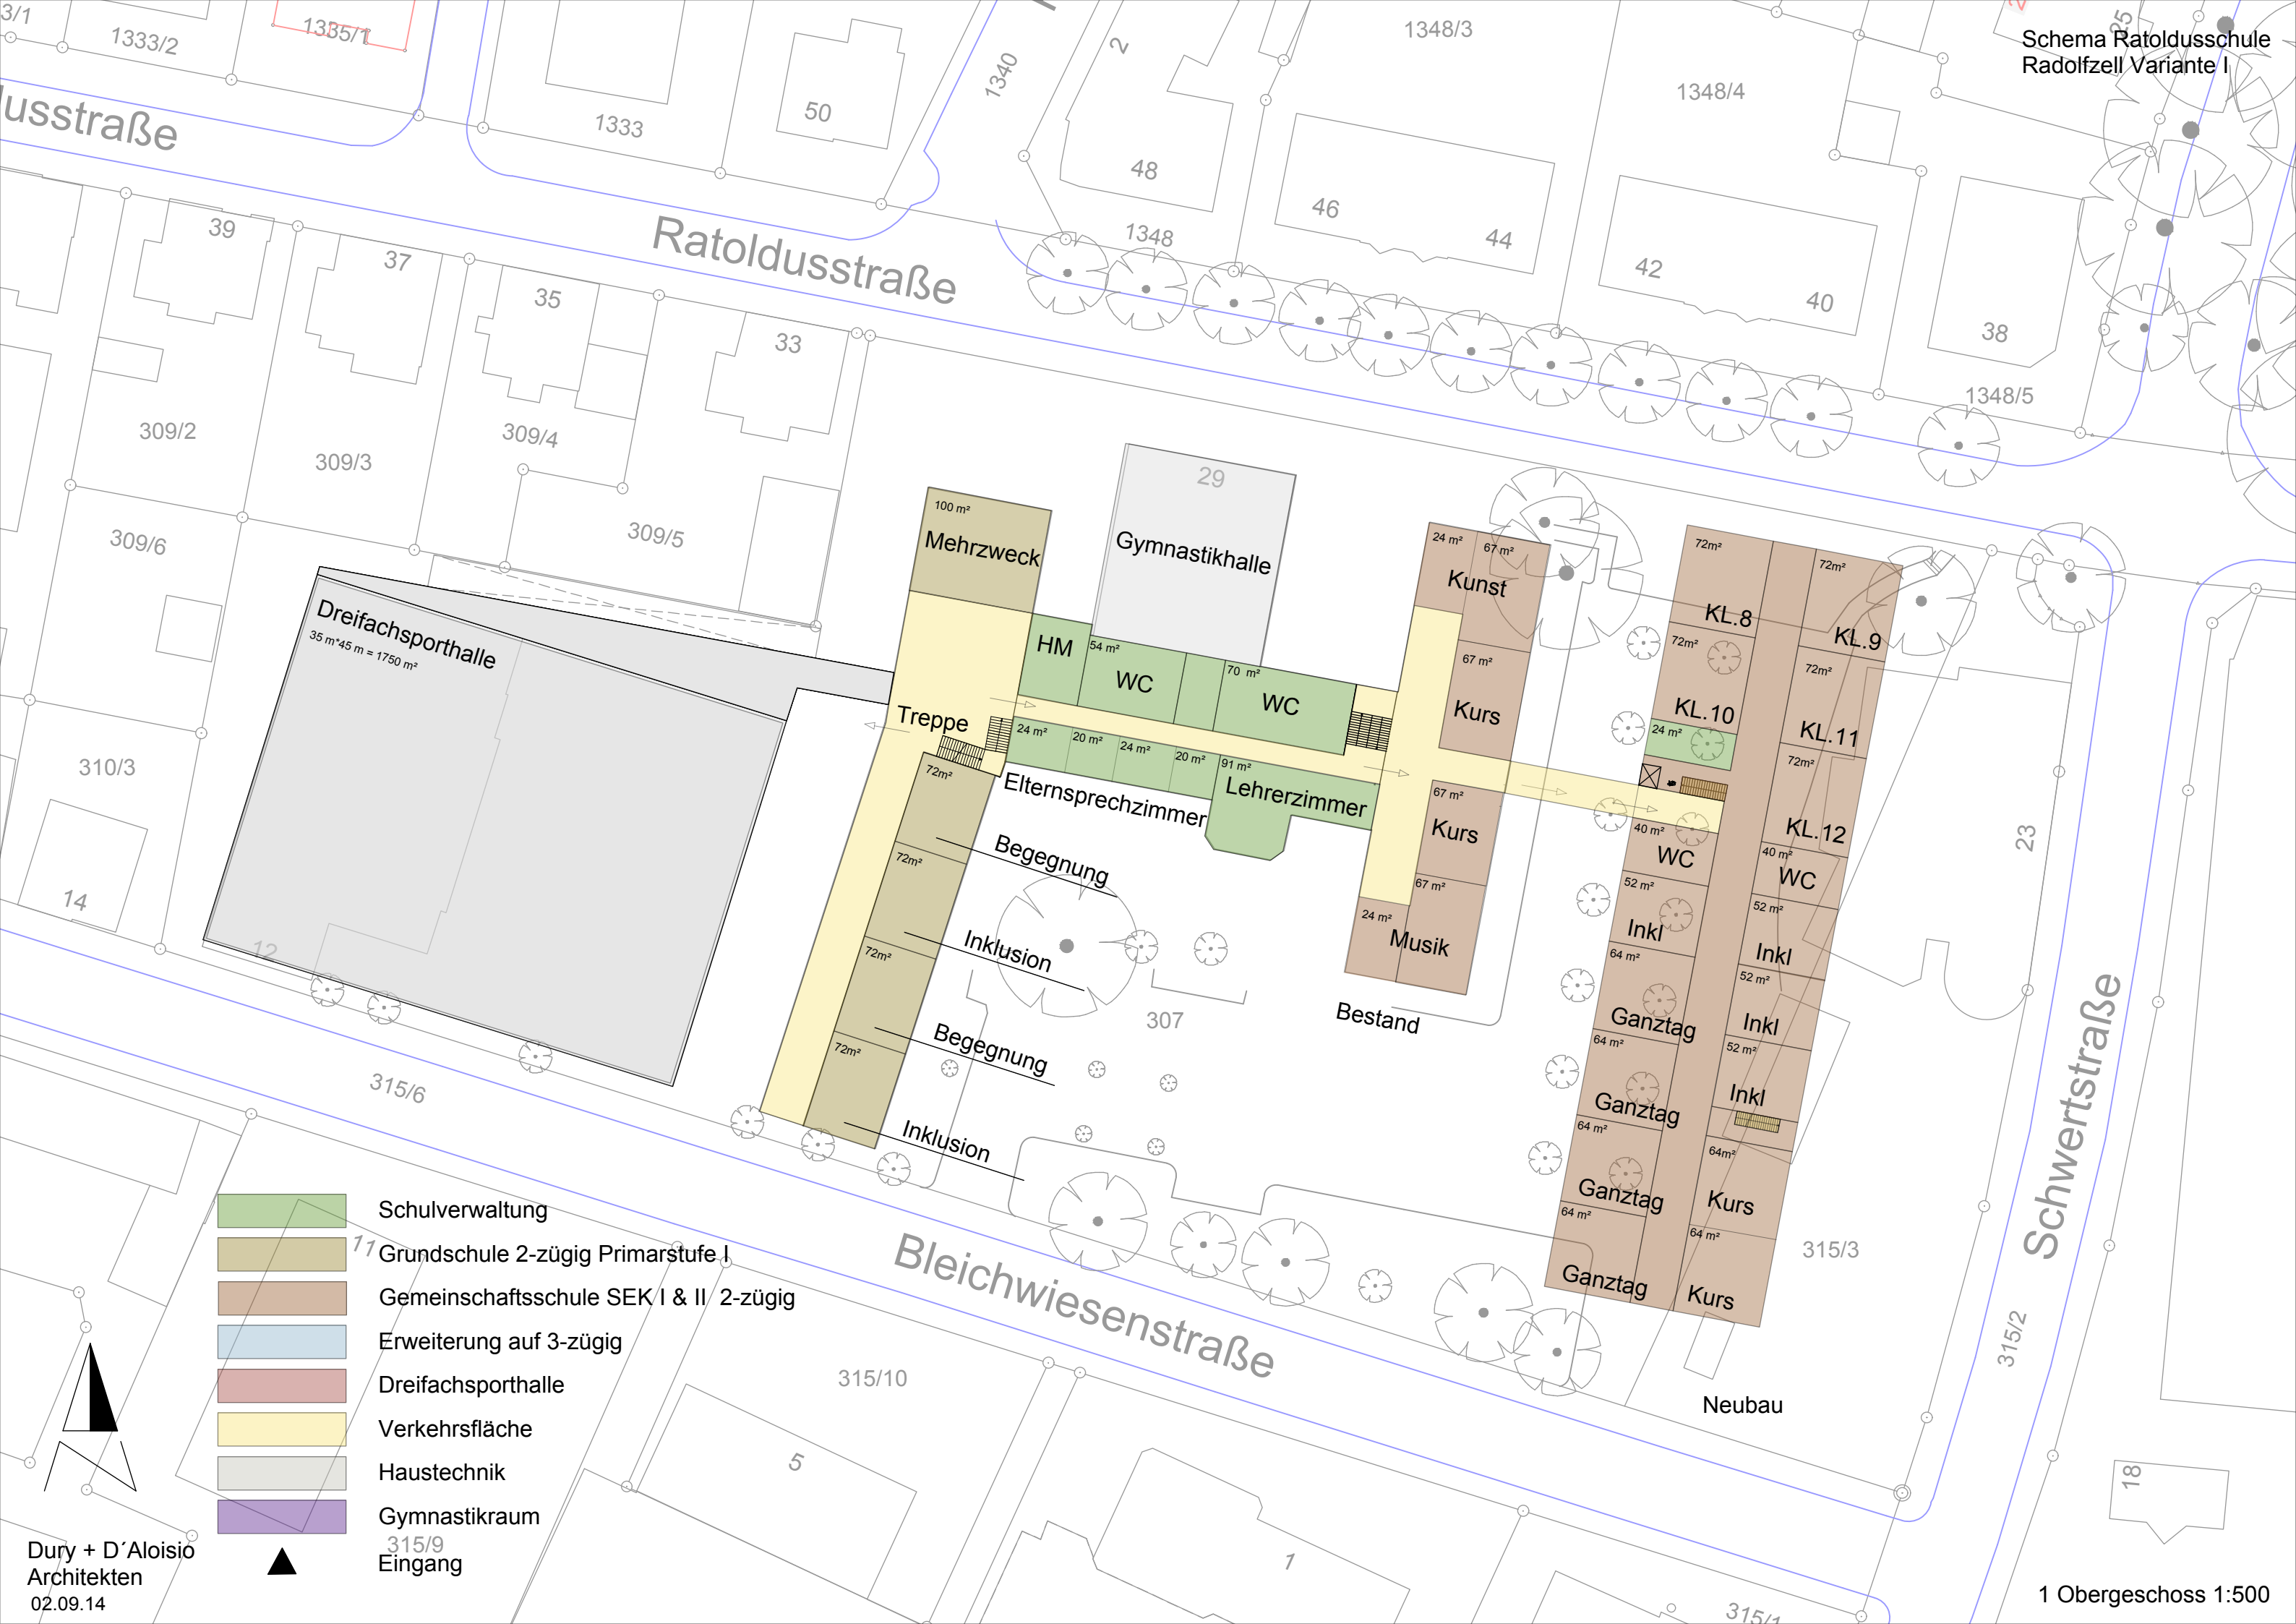 3/1
1333/2
1335/1
1333
50
1340
2
48
1348/3
1348/4
25
Schema Ratoldusschule
Radolfzell Variante I
lusstraße
Ratoldusstraße
1348
46
44
42
40
38
1348/5
39
37
35
33
309/2
309/3
309/4
309/5
309/6
310/3
14
12
29
Gymnastikhalle
100 m²
Mehrzweck
Dreifachsporthalle
35 m*45 m = 1750 m²
HM
54 m²
WC
70 m²
WC
Treppe
24 m²
20 m²
24 m²
20 m²
91 m²
Elternsprechzimmer
Lehrerzimmer
72m²
Begegnung
72m²
Inklusion
72m²
Begegnung
72m²
Inklusion
24 m²
67 m²
Kunst
67 m²
Kurs
67 m²
Kurs
67 m²
24 m²
Musik
Bestand
307
72m²
KL.8
72m²
KL.9
72m²
KL.10
72m²
KL.11
24 m²
72m²
KL.12
40 m²
WC
40 m²
WC
52 m²
Inkl
52 m²
Inkl
64 m²
Ganztag
52 m²
Inkl
64 m²
Ganztag
52 m²
Inkl
64 m²
Ganztag
64m²
Kurs
64 m²
Ganztag
64 m²
Kurs
Neubau
23
Schwertstraße
315/3
315/2
18
315/6
Bleichwiesenstraße
315/10
5
1
315/1
11
315/9
Schulverwaltung
Grundschule 2-zügig Primarstufe I
Gemeinschaftsschule SEK I & II 2-zügig
Erweiterung auf 3-zügig
Dreifachsporthalle
Verkehrsfläche
Haustechnik
Gymnastikraum
Eingang
Dury + D´Aloisio
Architekten
02.09.14
1 Obergeschoss 1:500